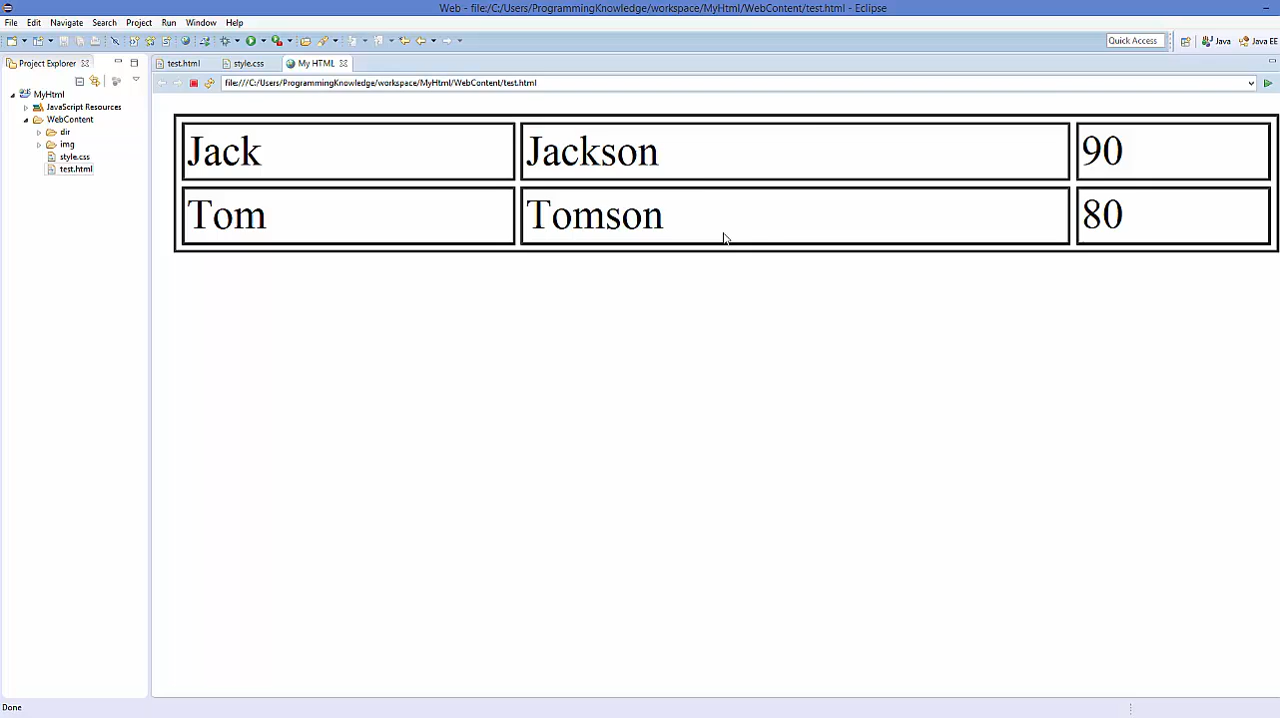 Web - file:/C:/Users/ProgrammingKnowledge/workspace/MyHtml/WebContent/test.html - Eclipse
File Edit Navigate Search Project Run Window Help
Quick Access Java Java EE
Project Explorer test.html style.css My HTML
file:///C:/Users/ProgrammingKnowledge/workspace/MyHtml/WebContent/test.html
MyHtml
JavaScript Resources
WebContent
dir
img
style.css
test.html
Jack Jackson 90
Tom Tomson 80
Done